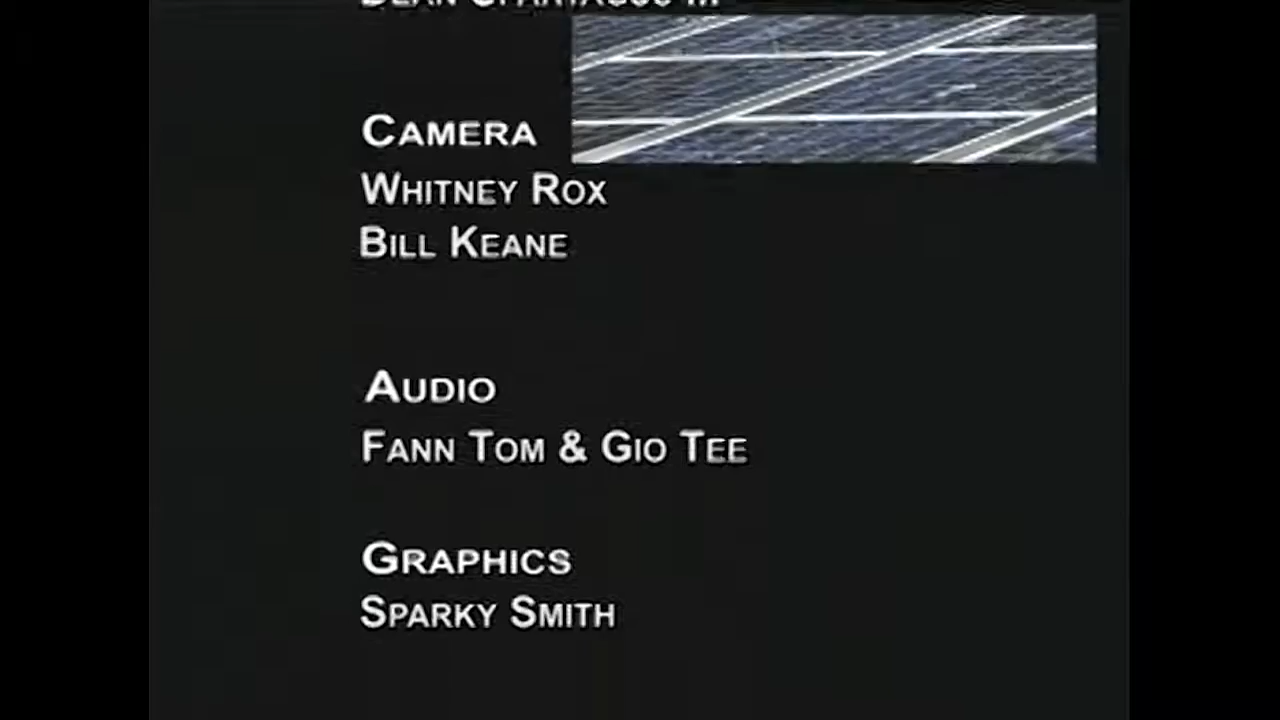 CAMERA
WHITNEY ROX
BILL KEANE
AUDIO
FANN TOM & GIO TEE
GRAPHICS
SPARKY SMITH